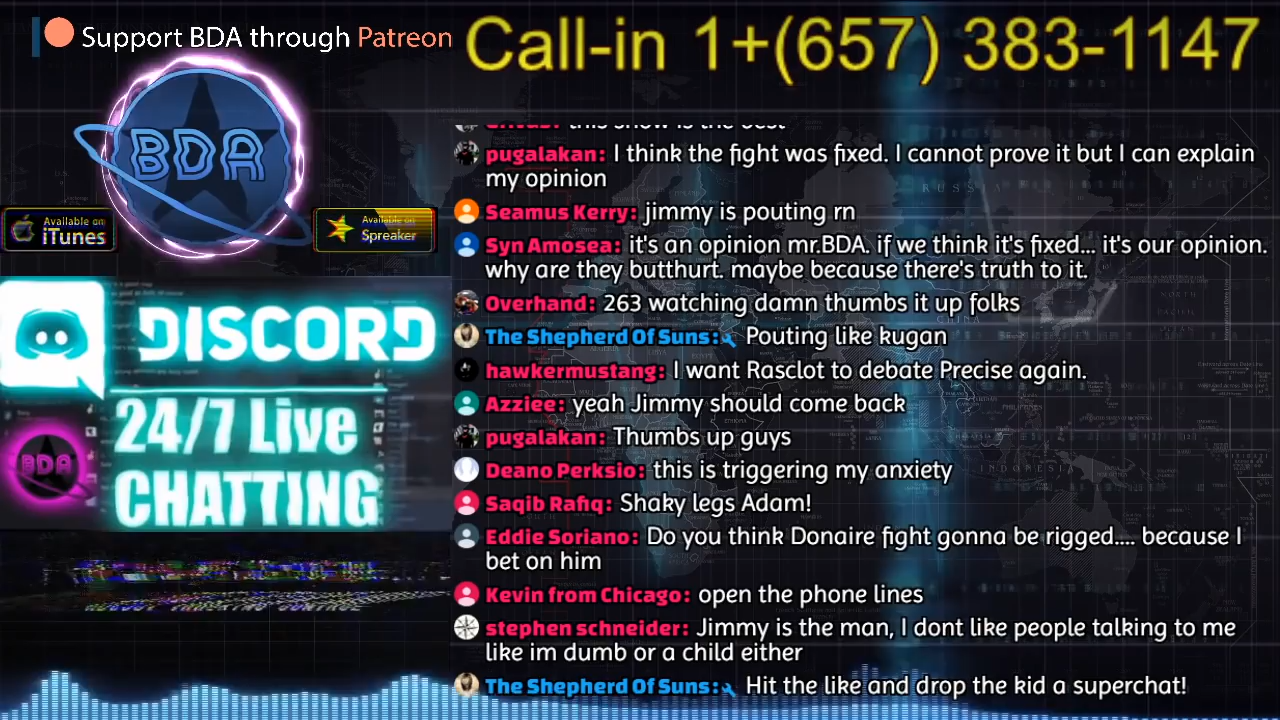 Support BDA through Patreon
Call-in 1+(657) 383-1147
BDA
Available on
iTunes
Available on
Spreaker
DISCORD
24/7 Live
CHATTING
BDA
this show is the best
pugalakan: I think the fight was fixed. I cannot prove it but I can explain
my opinion
Seamus Kerry: jimmy is pouting rn
Syn Amosea: it's an opinion mr.BDA. if we think it's fixed... it's our opinion.
why are they butthurt. maybe because there's truth to it.
Overhand: 263 watching damn thumbs it up folks
The Shepherd Of Suns: Pouting like kugan
hawkermustang: I want Rasclot to debate Precise again.
Azziee: yeah Jimmy should come back
pugalakan: Thumbs up guys
Deano Perksio: this is triggering my anxiety
Saqib Rafiq: Shaky legs Adam!
Eddie Soriano: Do you think Donaire fight gonna be rigged.... because I
bet on him
Kevin from Chicago: open the phone lines
stephen schneider: Jimmy is the man, I dont like people talking to me
like im dumb or a child either
The Shepherd Of Suns: Hit the like and drop the kid a superchat!
RUSSIA
CHINA
INDONESIA